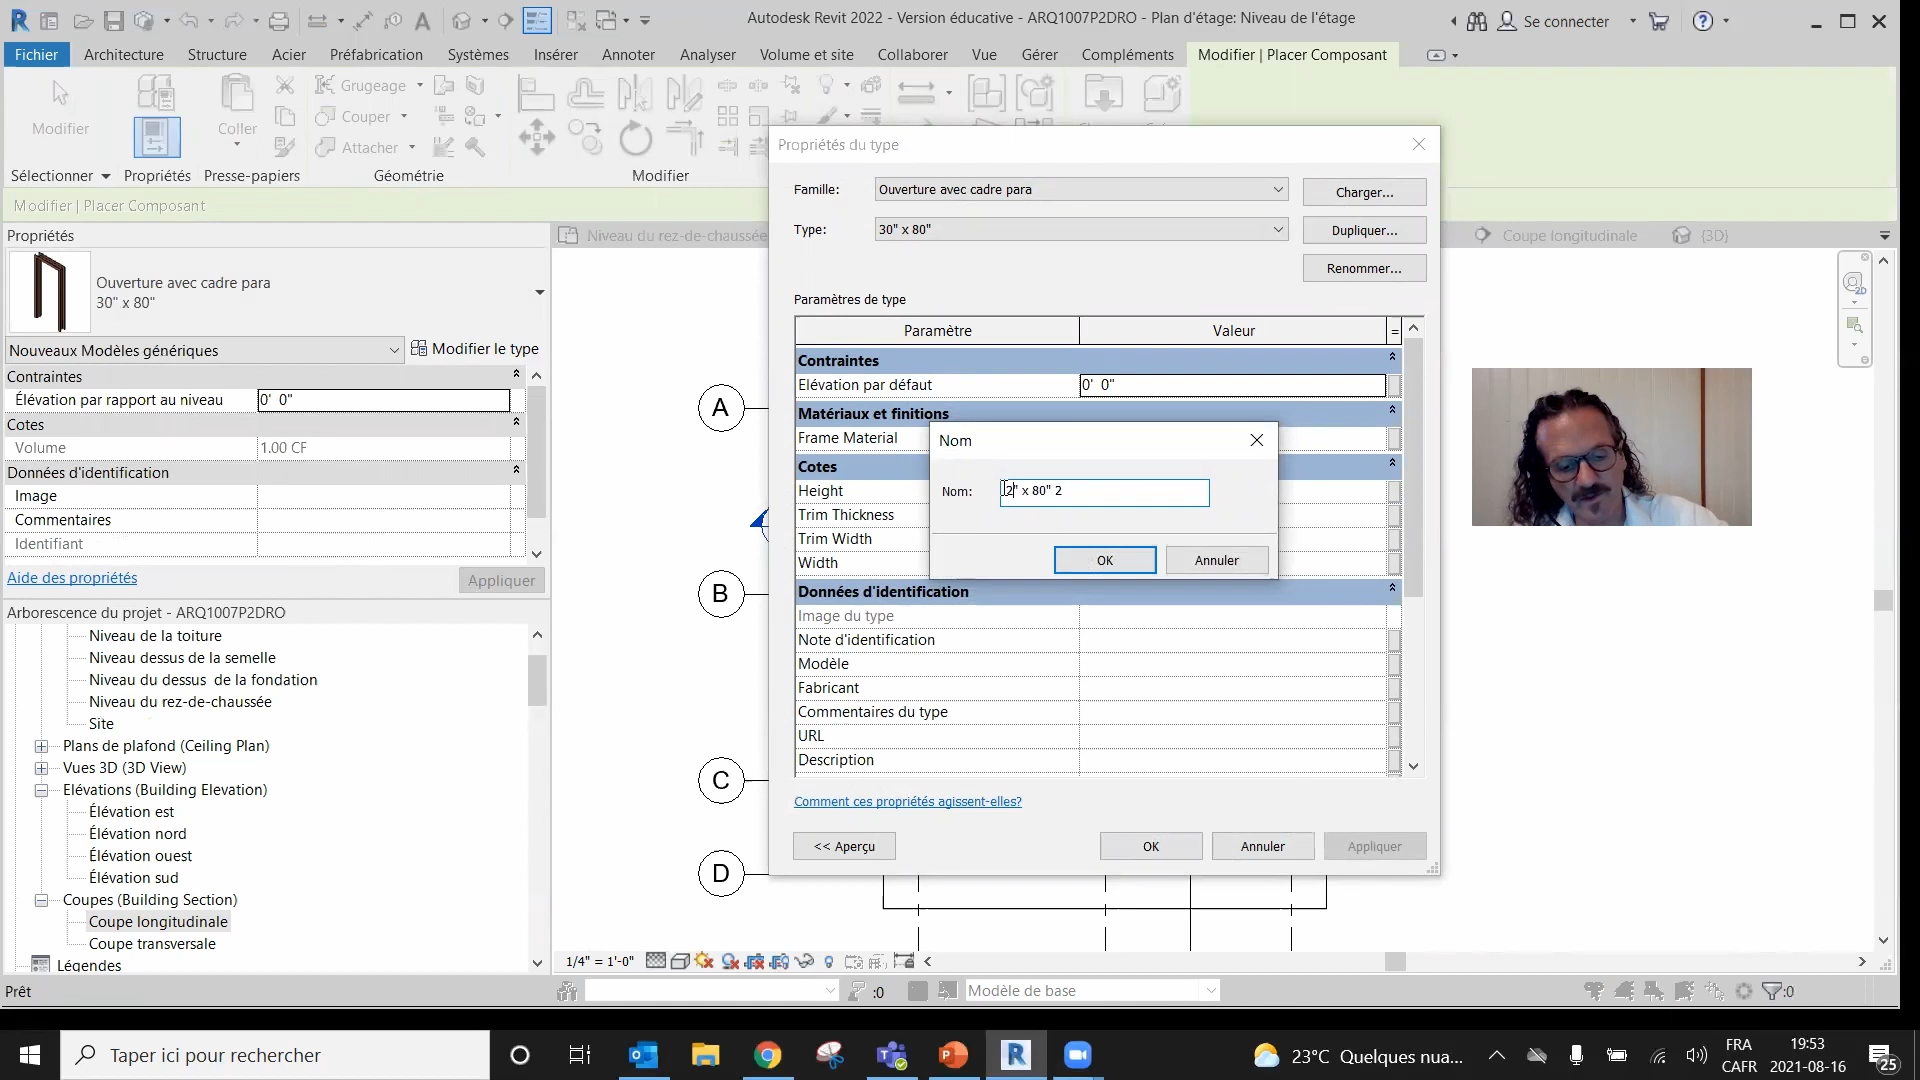 Autodesk Revit 2022 - Version éducative - ARQ1007P2DRO - Plan d'étage: Niveau de l'étage
Se connecter
Fichier Architecture Structure Acier Préfabrication Systèmes Insérer Annoter Analyser Volume et site Collaborer Vue Gérer Compléments Modifier | Placer Composant
Modifier
Coller
Grugeage
Couper
Attacher
Sélectionner Propriétés Presse-papiers Géométrie Modifier
Modifier | Placer Composant
Propriétés
Ouverture avec cadre para
30" x 80"
Nouveaux Modèles génériques
Modifier le type
Contraintes
Élévation par rapport au niveau 0' 0"
Cotes
Volume 1.00 CF
Données d'identification
Image
Commentaires
Identifiant
Aide des propriétés
Appliquer
Arborescence du projet - ARQ1007P2DRO
Niveau de la toiture
Niveau dessus de la semelle
Niveau du dessus de la fondation
Niveau du rez-de-chaussée
Site
Plans de plafond (Ceiling Plan)
Vues 3D (3D View)
Elévations (Building Elevation)
Élévation est
Élévation nord
Élévation ouest
Élévation sud
Coupes (Building Section)
Coupe longitudinale
Coupe transversale
Légendes
Niveau du rez-de-chaussée
Coupe longitudinale
{3D}
2D
A
B
C
D
Propriétés du type
Famille: Ouverture avec cadre para Charger...
Type: 30" x 80" Dupliquer...
Renommer...
Paramètres de type
Paramètre Valeur =
Contraintes
Elévation par défaut 0' 0"
Matériaux et finitions
Frame Material
Cotes
Height
Trim Thickness
Trim Width
Width
Données d'identification
Image du type
Note d'identification
Modèle
Fabricant
Commentaires du type
URL
Description
Comment ces propriétés agissent-elles?
<< Aperçu OK Annuler Appliquer
Nom
Nom: 2" x 80" 2
OK Annuler
1/4" = 1'-0"
Prêt
:0
Modèle de base
:0
Taper ici pour rechercher
23°C Quelques nua...
FRA
CAFR
19:53
2021-08-16
25